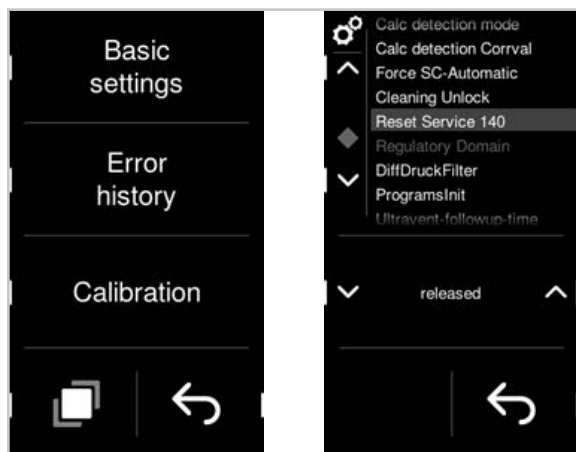 Basic
settings
Error
history
Calibration
Calc detection mode
Calc detection Corrval
Force SC-Automatic
Cleaning Unlock
Reset Service 140
Regulatory Domain
DiffDruckFilter
ProgramsInit
Ultravent-followup-time
released